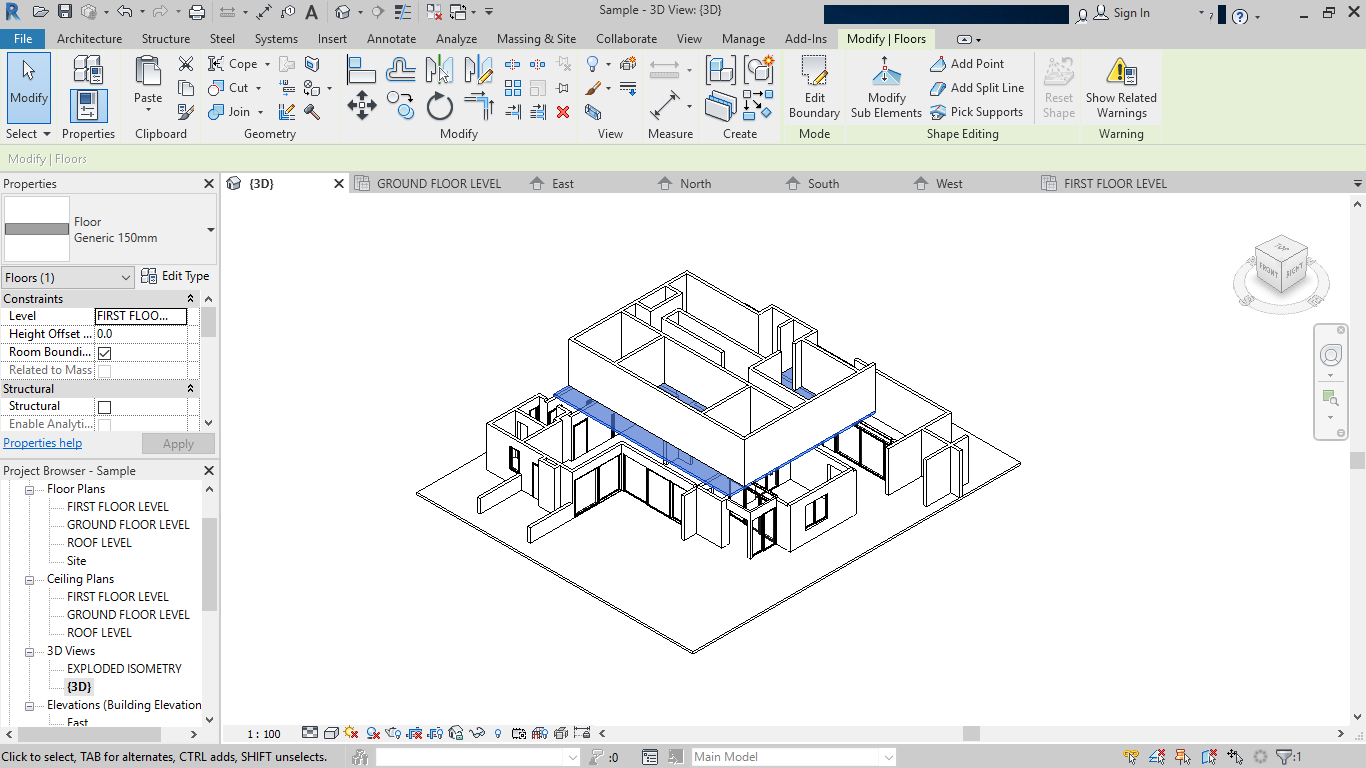 Sample - 3D View: {3D}
Sign In
File Architecture Structure Steel Systems Insert Annotate Analyze Massing & Site Collaborate View Manage Add-Ins Modify | Floors
Modify
Select
Properties
Paste
Clipboard
Cope
Cut
Join
Geometry
Modify
View
Measure
Create
Edit
Boundary
Mode
Modify
Sub Elements
Add Point
Add Split Line
Pick Supports
Shape Editing
Reset
Shape
Show Related
Warnings
Warning
Modify | Floors
Properties
{3D} GROUND FLOOR LEVEL East North South West FIRST FLOOR LEVEL
Floor
Generic 150mm
Floors (1) Edit Type
Constraints
Level FIRST FLOO...
Height Offset ... 0.0
Room Boundi...
Related to Mass
Structural
Structural
Enable Analyti...
Properties help Apply
Project Browser - Sample
Floor Plans
FIRST FLOOR LEVEL
GROUND FLOOR LEVEL
ROOF LEVEL
Site
Ceiling Plans
FIRST FLOOR LEVEL
GROUND FLOOR LEVEL
ROOF LEVEL
3D Views
EXPLODED ISOMETRY
{3D}
Elevations (Building Elevation
East
TOP
FRONT RIGHT
1 : 100
Click to select, TAB for alternates, CTRL adds, SHIFT unselects. :0 Main Model :1